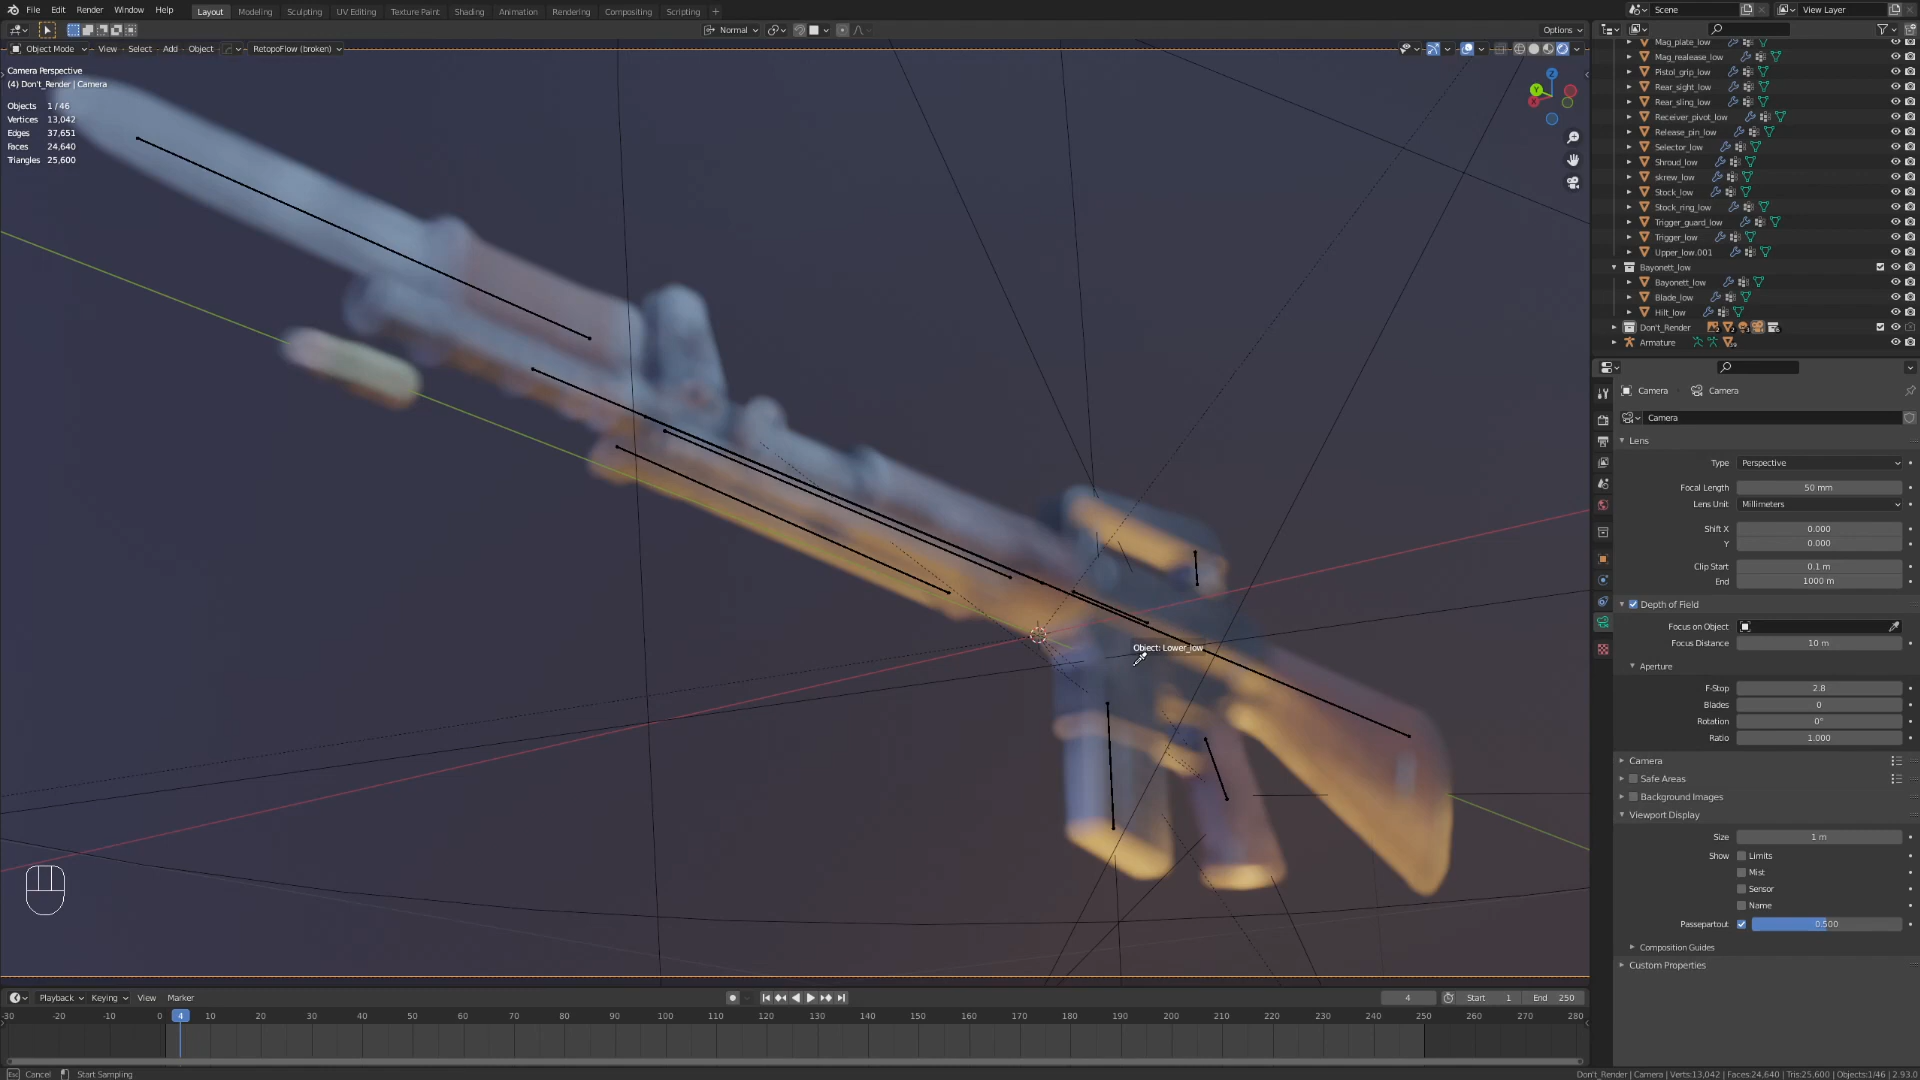 File Edit Render Window Help Layout Modeling Sculpting UV Editing Texture Paint Shading Animation Rendering Compositing Scripting + Scene View Layer
Normal Options
Object Mode View Select Add Object RetopoFlow (broken)
Camera Perspective
(4) Don't_Render | Camera
Objects 1 / 46
Vertices 13,042
Edges 37,651
Faces 24,640
Triangles 25,600
Z
Y
X
Object: Lower_low
Mag_plate_low
Mag_realease_low
Pistol_grip_low
Rear_sight_low
Rear_sling_low
Receiver_pivot_low
Release_pin_low
Selector_low
Shroud_low
skrew_low
Stock_low
Stock_ring_low
Trigger_guard_low
Trigger_low
Upper_low.001
Bayonett_low
Bayonett_low
Blade_low
Hilt_low
Don't_Render
Armature
Camera Camera
Camera
Lens
Type Perspective
Focal Length 50 mm
Lens Unit Millimeters
Shift X 0.000
Y 0.000
Clip Start 0.1 m
End 1000 m
Depth of Field
Focus on Object
Focus Distance 10 m
Aperture
F-Stop 2.8
Blades 0
Rotation 0°
Ratio 1.000
Camera
Safe Areas
Background Images
Viewport Display
Size 1 m
Show Limits
Mist
Sensor
Name
Passepartout 0.500
Composition Guides
Custom Properties
Playback Keying View Marker 4 Start 1 End 250
-30 -20 -10 0 4 10 20 30 40 50 60 70 80 90 100 110 120 130 140 150 160 170 180 190 200 210 220 230 240 250 260 270 280
Esc Cancel Start Sampling Don't_Render | Camera | Verts:13,042 | Faces:24,640 | Tris:25,600 | Objects:1/46 | 2.93.0